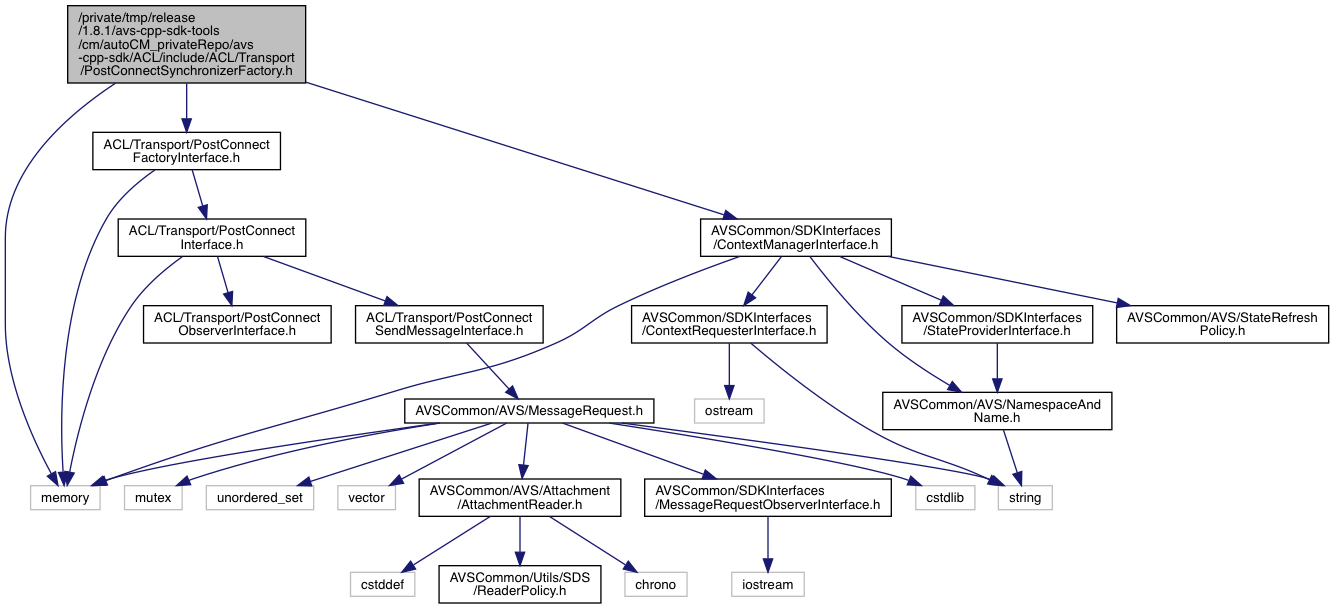 /private/tmp/release
/1.8.1/avs-cpp-sdk-tools
/cm/autoCM_privateRepo/avs
-cpp-sdk/ACL/include/ACL/Transport
/PostConnectSynchronizerFactory.h
ACL/Transport/PostConnect
FactoryInterface.h
ACL/Transport/PostConnect
Interface.h
AVSCommon/SDKInterfaces
/ContextManagerInterface.h
ACL/Transport/PostConnect
ObserverInterface.h
ACL/Transport/PostConnect
SendMessageInterface.h
AVSCommon/SDKInterfaces
/ContextRequesterInterface.h
AVSCommon/SDKInterfaces
/StateProviderInterface.h
AVSCommon/AVS/StateRefresh
Policy.h
AVSCommon/AVS/MessageRequest.h
ostream
AVSCommon/AVS/NamespaceAnd
Name.h
memory
mutex
unordered_set
vector
AVSCommon/AVS/Attachment
/AttachmentReader.h
AVSCommon/SDKInterfaces
/MessageRequestObserverInterface.h
cstdlib
string
cstddef
AVSCommon/Utils/SDS
/ReaderPolicy.h
chrono
iostream